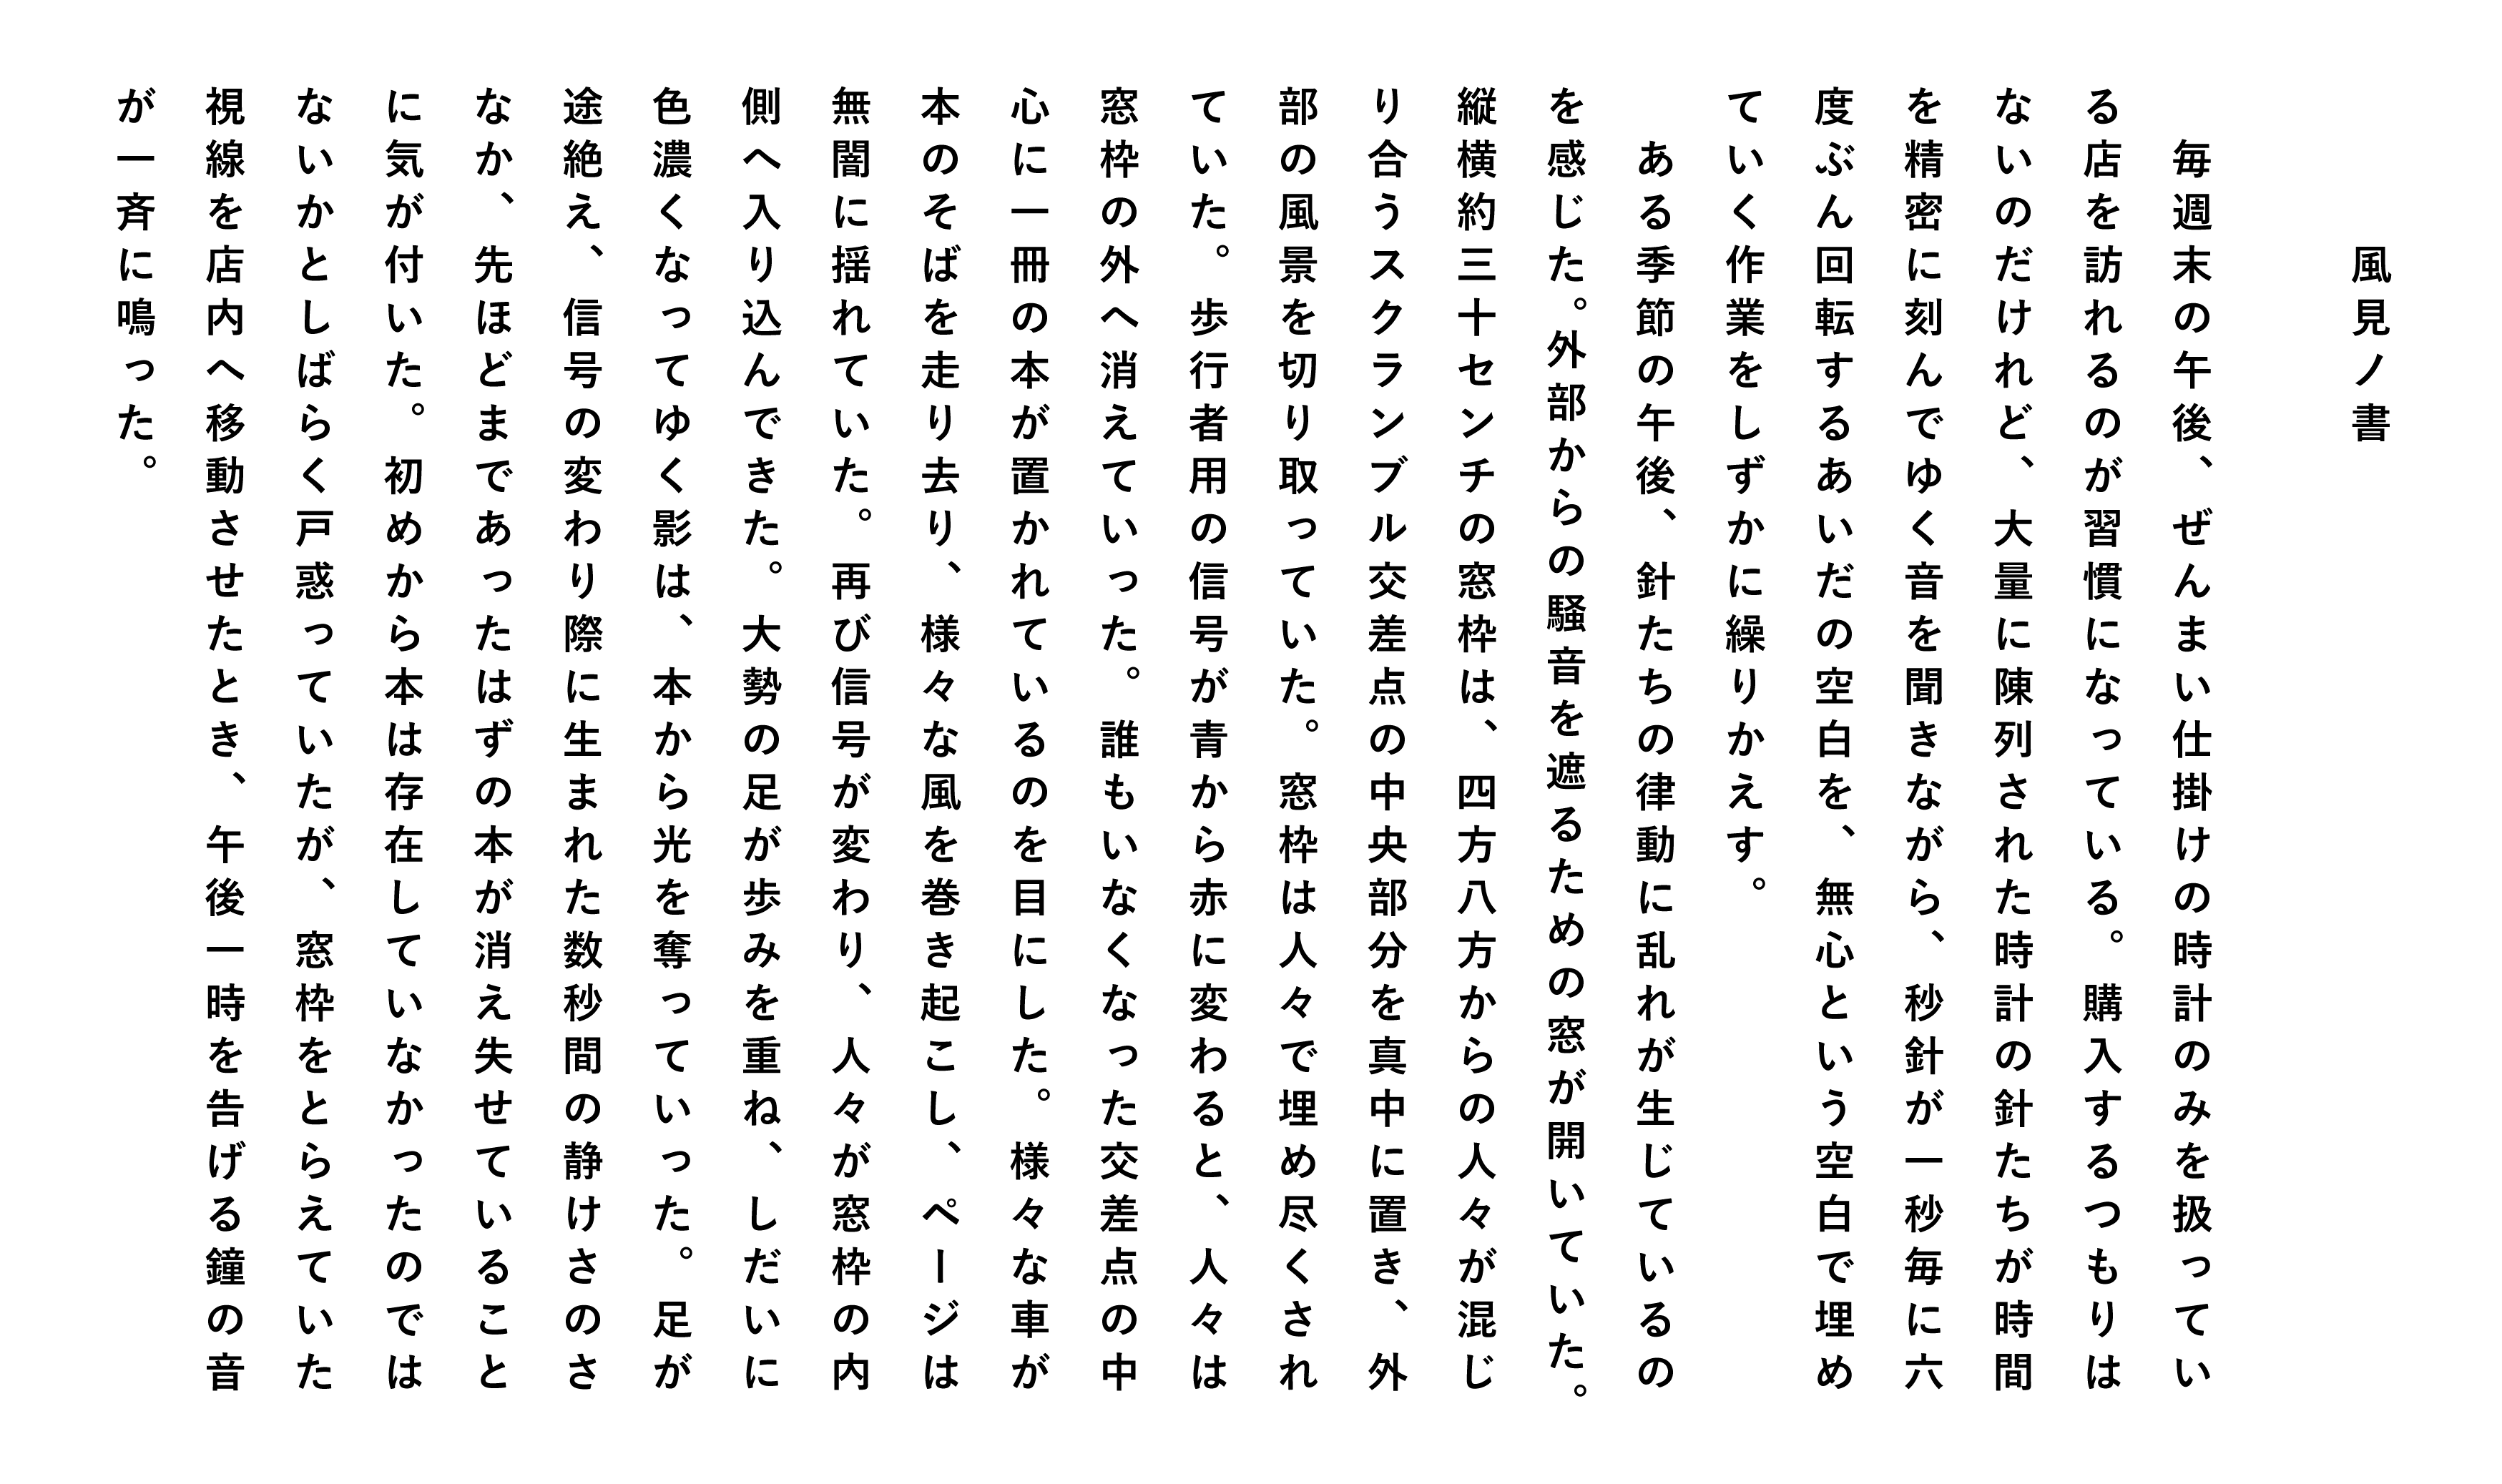 風見ノ書
　毎週末の午後、ぜんまい仕掛けの時計のみを扱ってい
る店を訪れるのが習慣になっている。購入するつもりは
ないのだけれど、大量に陳列された時計の針たちが時間
を精密に刻んでゆく音を聞きながら、秒針が一秒毎に六
度ぶん回転するあいだの空白を、無心という空白で埋め
ていく作業をしずかに繰りかえす。
　ある季節の午後、針たちの律動に乱れが生じているの
を感じた。外部からの騒音を遮るための窓が開いていた。
縦横約三十センチの窓枠は、四方八方からの人々が混じ
り合うスクランブル交差点の中央部分を真中に置き、外
部の風景を切り取っていた。窓枠は人々で埋め尽くされ
ていた。歩行者用の信号が青から赤に変わると、人々は
窓枠の外へ消えていった。誰もいなくなった交差点の中
心に一冊の本が置かれているのを目にした。様々な車が
本のそばを走り去り、様々な風を巻き起こし、ページは
無闇に揺れていた。再び信号が変わり、人々が窓枠の内
側へ入り込んできた。大勢の足が歩みを重ね、しだいに
色濃くなってゆく影は、本から光を奪っていった。足が
途絶え、信号の変わり際に生まれた数秒間の静けさのさ
なか、先ほどまであったはずの本が消え失せていること
に気が付いた。初めから本は存在していなかったのでは
ないかとしばらく戸惑っていたが、窓枠をとらえていた
視線を店内へ移動させたとき、午後一時を告げる鐘の音
が一斉に鳴った。